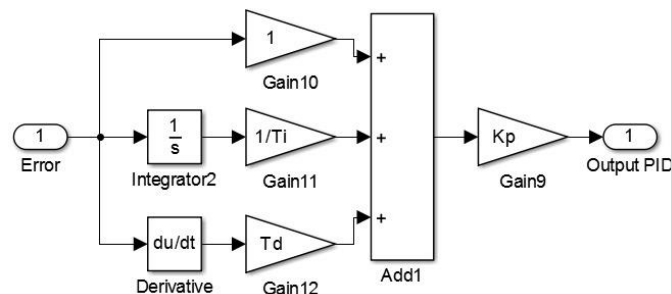 1
Gain10
+
1
Error
1
s
Integrator2
1/Ti
Gain11
+
Kp
Gain9
1
Output PID
du/dt
Derivative
Td
Gain12
+
Add1